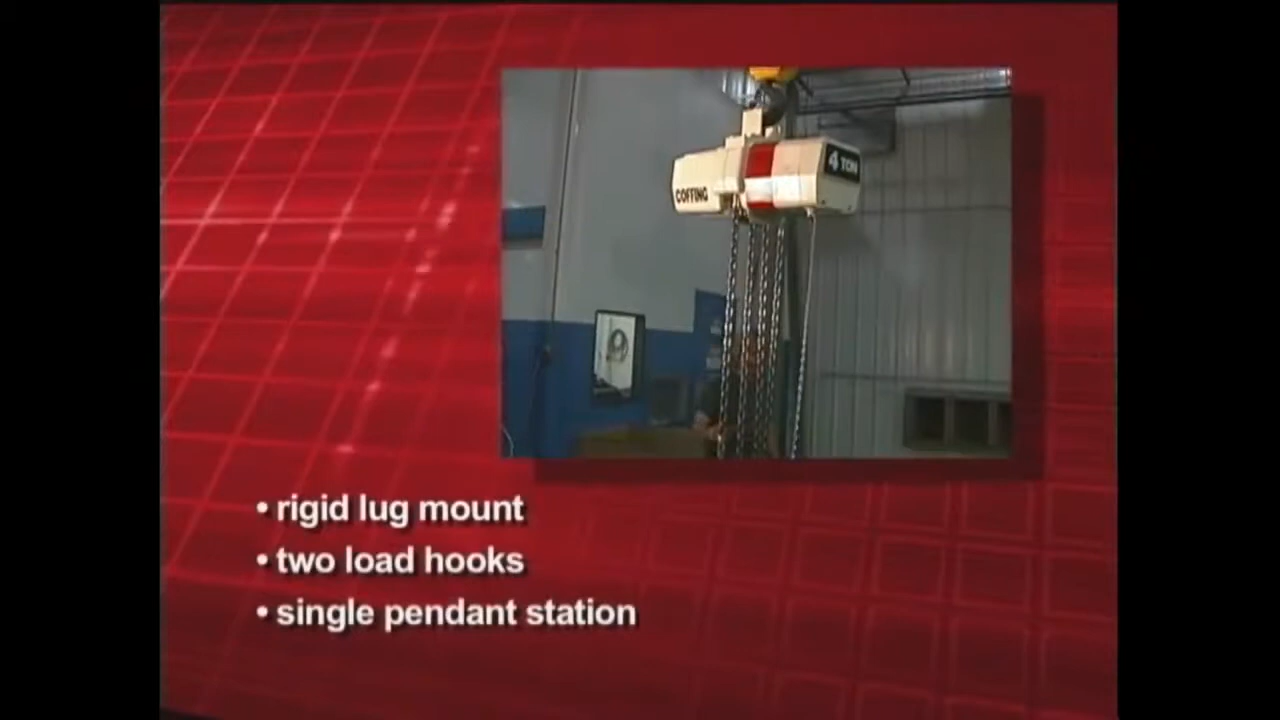 COFFING
4 TON
• rigid lug mount
• two load hooks
• single pendant station